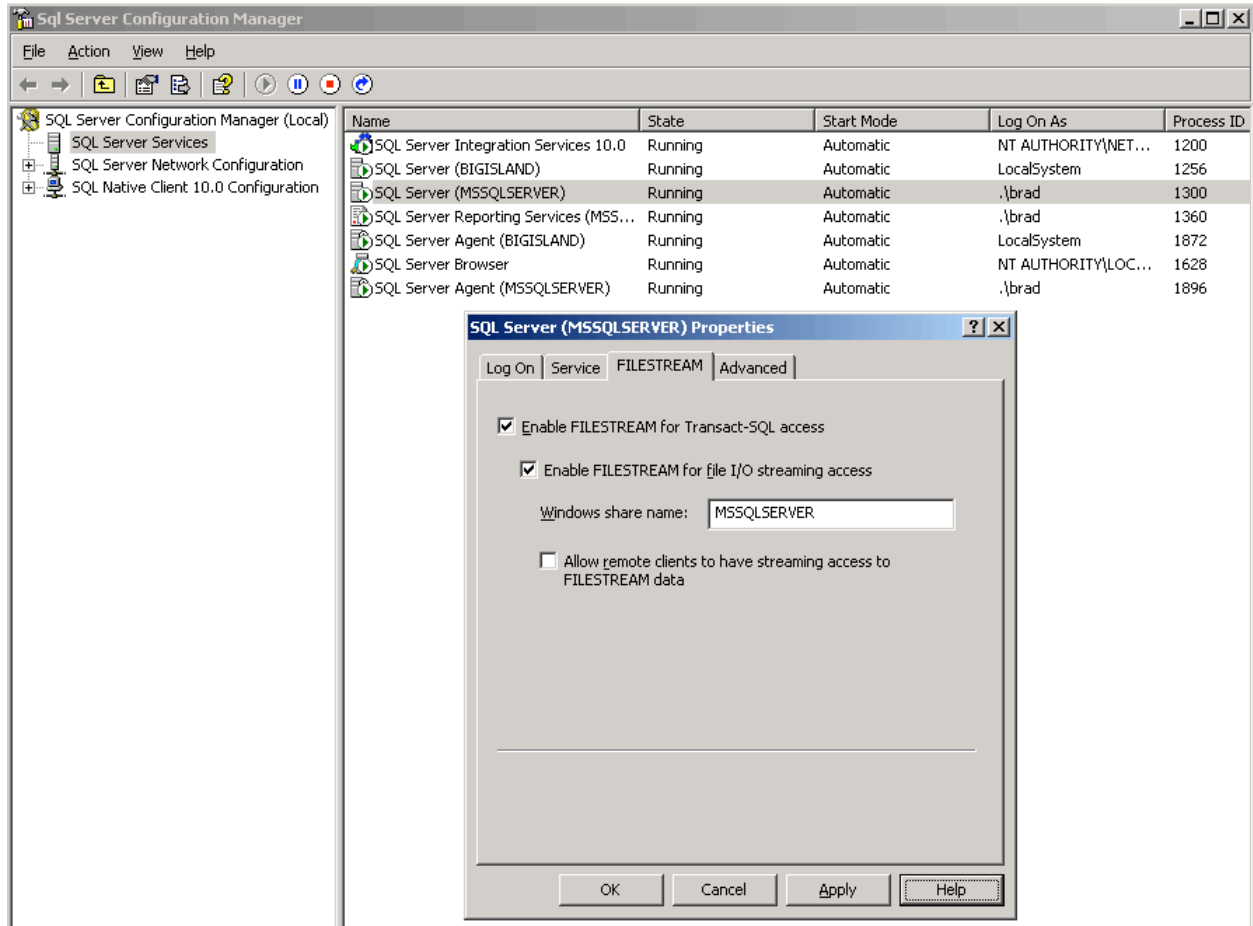 Sql Server Configuration Manager
File Action View Help
SQL Server Configuration Manager (Local)
SQL Server Services
SQL Server Network Configuration
SQL Native Client 10.0 Configuration
Name State Start Mode Log On As Process ID
SQL Server Integration Services 10.0 Running Automatic NT AUTHORITY\NET... 1200
SQL Server (BIGISLAND) Running Automatic LocalSystem 1256
SQL Server (MSSQLSERVER) Running Automatic .\brad 1300
SQL Server Reporting Services (MSS... Running Automatic .\brad 1360
SQL Server Agent (BIGISLAND) Running Automatic LocalSystem 1872
SQL Server Browser Running Automatic NT AUTHORITY\LOC... 1628
SQL Server Agent (MSSQLSERVER) Running Automatic .\brad 1896
SQL Server (MSSQLSERVER) Properties
Log On Service FILESTREAM Advanced
Enable FILESTREAM for Transact-SQL access
Enable FILESTREAM for file I/O streaming access
Windows share name: MSSQLSERVER
Allow remote clients to have streaming access to
FILESTREAM data
OK Cancel Apply Help